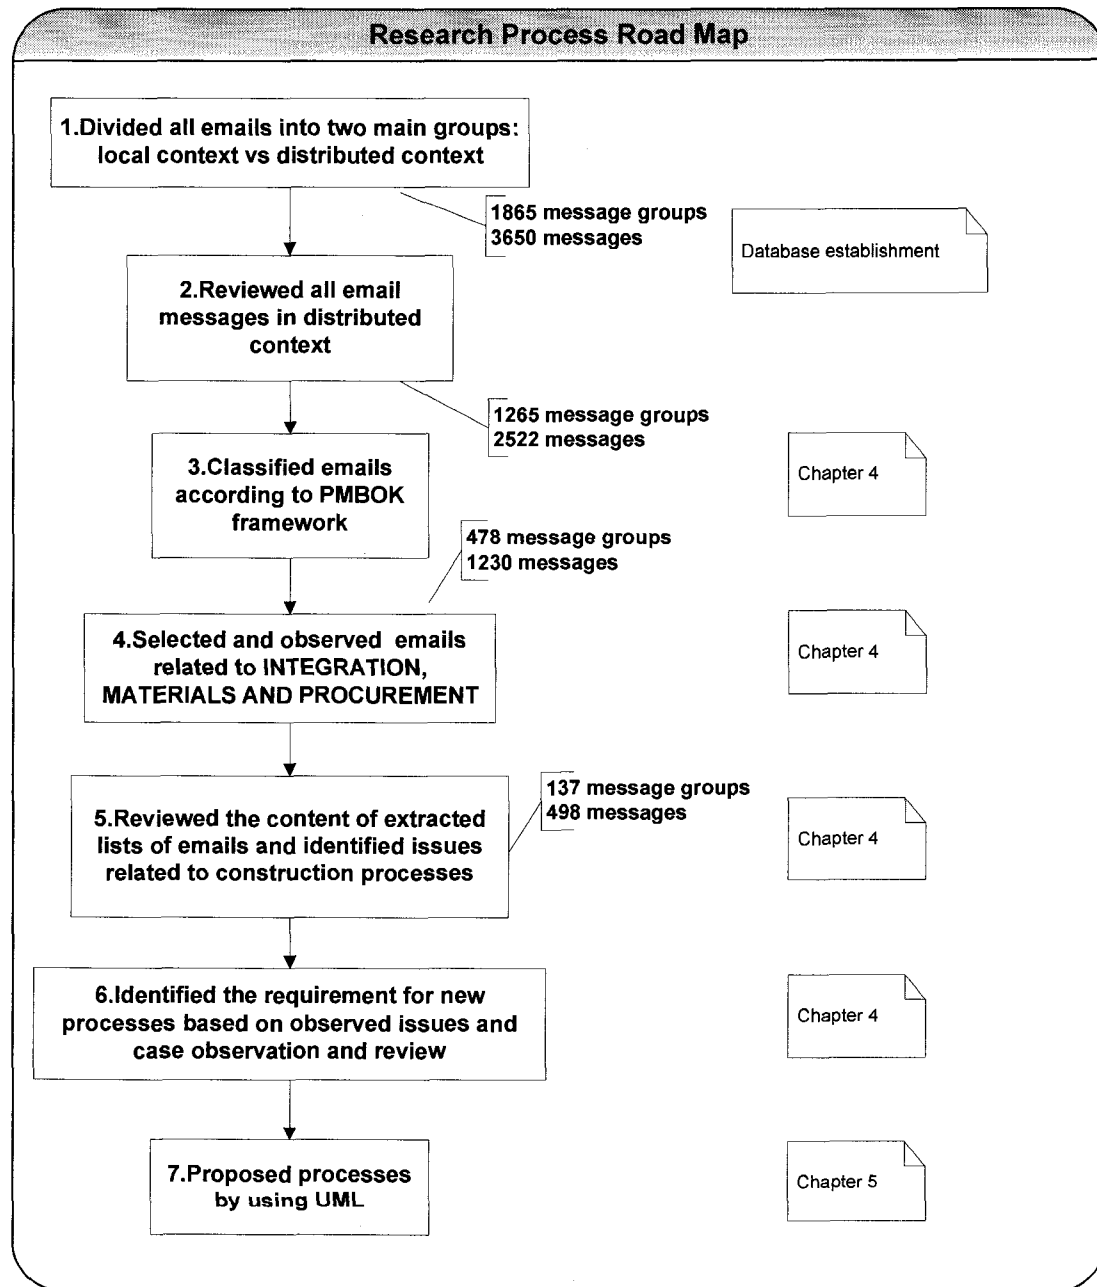 Research Process Road Map
1.Divided all emails into two main groups:
local context vs distributed context
1865 message groups
3650 messages
Database establishment
2.Reviewed all email
messages in distributed
context
1265 message groups
2522 messages
3.Classified emails
according to PMBOK
framework
Chapter 4
478 message groups
1230 messages
4.Selected and observed emails
related to INTEGRATION,
MATERIALS AND PROCUREMENT
Chapter 4
137 message groups
498 messages
5.Reviewed the content of extracted
lists of emails and identified issues
related to construction processes
Chapter 4
6.Identified the requirement for new
processes based on observed issues and
case observation and review
Chapter 4
7.Proposed processes
by using UML
Chapter 5